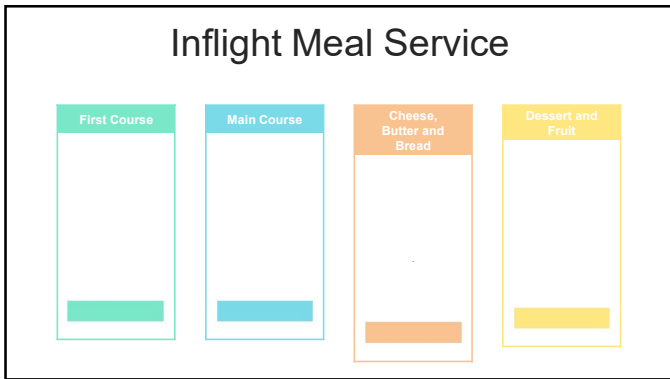 Inflight Meal Service
First Course
Main Course
Cheese,
Butter and
Bread
Dessert and
Fruit
.